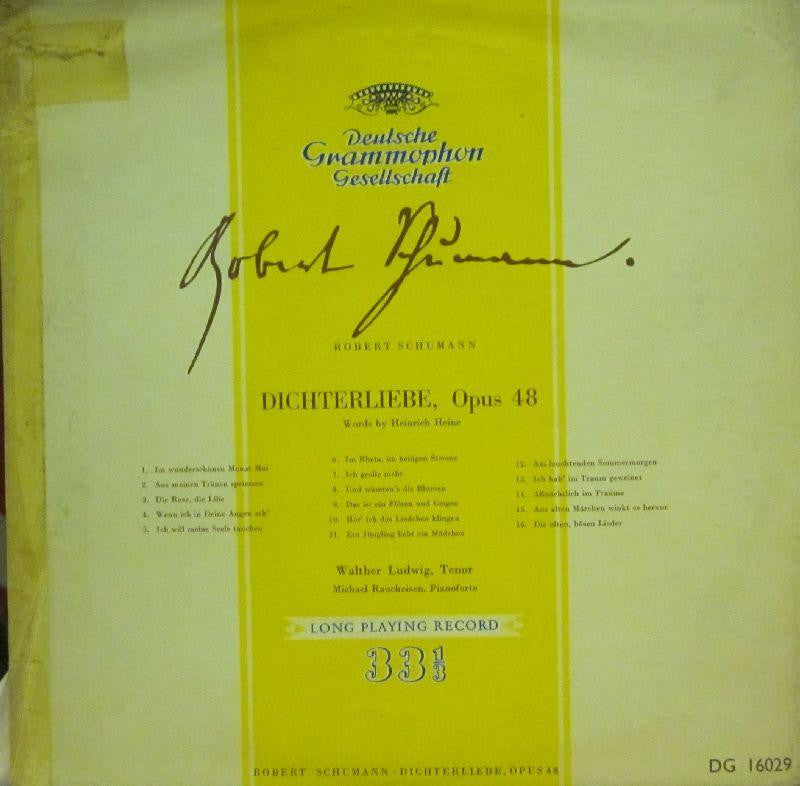 Deutsche
Grammophon
Gesellschaft
Robert Schumann.
ROBERT SCHUMANN
DICHTERLIEBE, Opus 48
Words by Heinrich Heine
1. Im wunderschönen Monat Mai
2. Aus meinen Tränen spriessen
3. Die Rose, die Lilie
4. Wenn ich in Deine Augen seh'
5. Ich will meine Seele tauchen
6. Im Rhein, im heiligen Strome
7. Ich grolle nicht
8. Und wüssten's die Blumen
9. Das ist ein Flöten und Geigen
10. Hör' ich das Liedchen klingen
11. Ein Jüngling liebt ein Mädchen
12. Am leuchtenden Sommermorgen
13. Ich hab' im Traum geweinet
14. Allnächtlich im Traume
15. Aus alten Märchen winkt es hervor
16. Die alten, bösen Lieder
Walther Ludwig, Tenor
Michael Raucheisen, Pianoforte
LONG PLAYING RECORD
33 1/3
ROBERT SCHUMANN · DICHTERLIEBE, OPUS 48
DG 16029